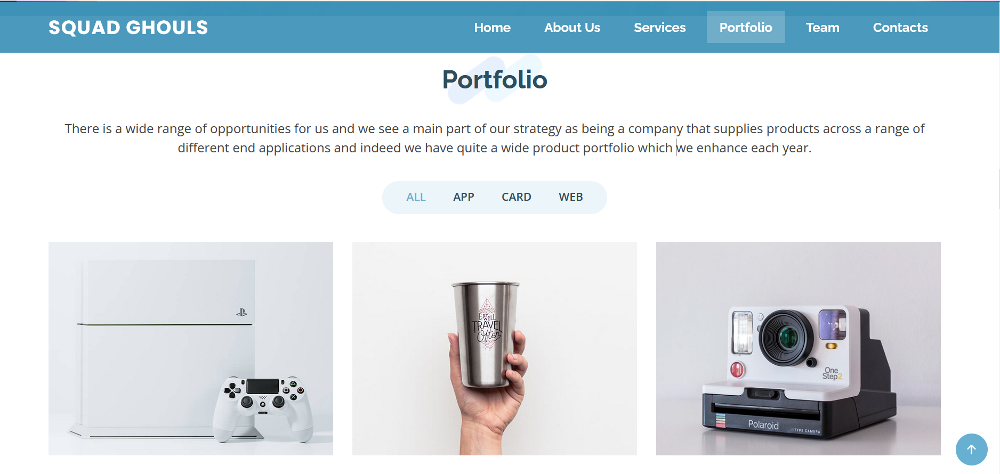 SQUAD GHOULS
Home About Us Services Portfolio Team Contacts
Portfolio
There is a wide range of opportunities for us and we see a main part of our strategy as being a company that supplies products across a range of
different end applications and indeed we have quite a wide product portfolio which we enhance each year.
ALL APP CARD WEB
EAT WELL
TRAVEL
Often
One
Step2
Polaroid
I-TYPE CAMERA